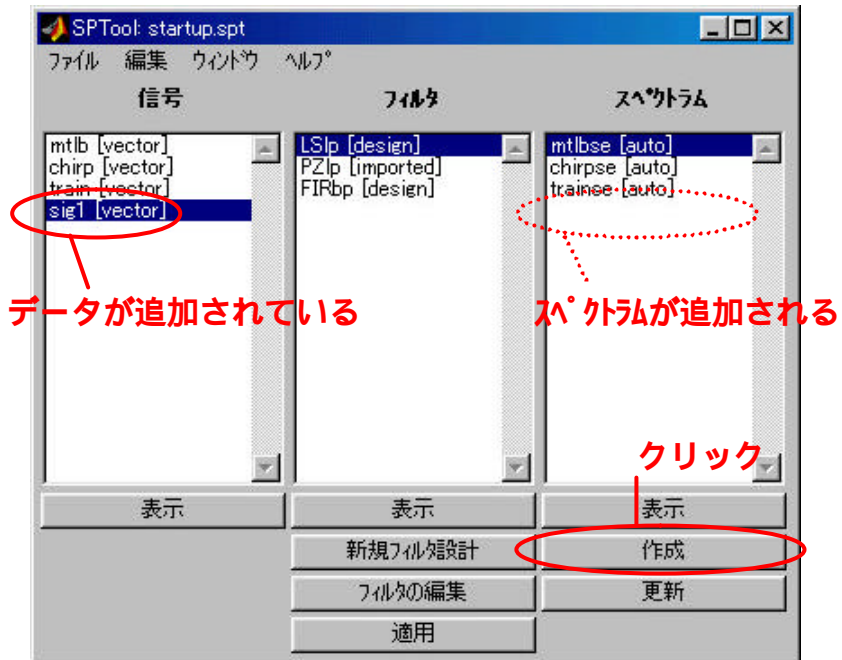 SPTool: startup.spt
ファイル 編集 ウィンドウ ヘルプ
信号
フィルタ
スペクトラム
mtlb [vector]
chirp [vector]
train [vector]
sig1 [vector]
LSlp [design]
PZlp [imported]
FIRbp [design]
mtlbse [auto]
chirpse [auto]
trainse [auto]
データが追加されている
スペクトラムが追加される
クリック
表示
表示
表示
新規フィルタ設計
作成
フィルタの編集
更新
適用